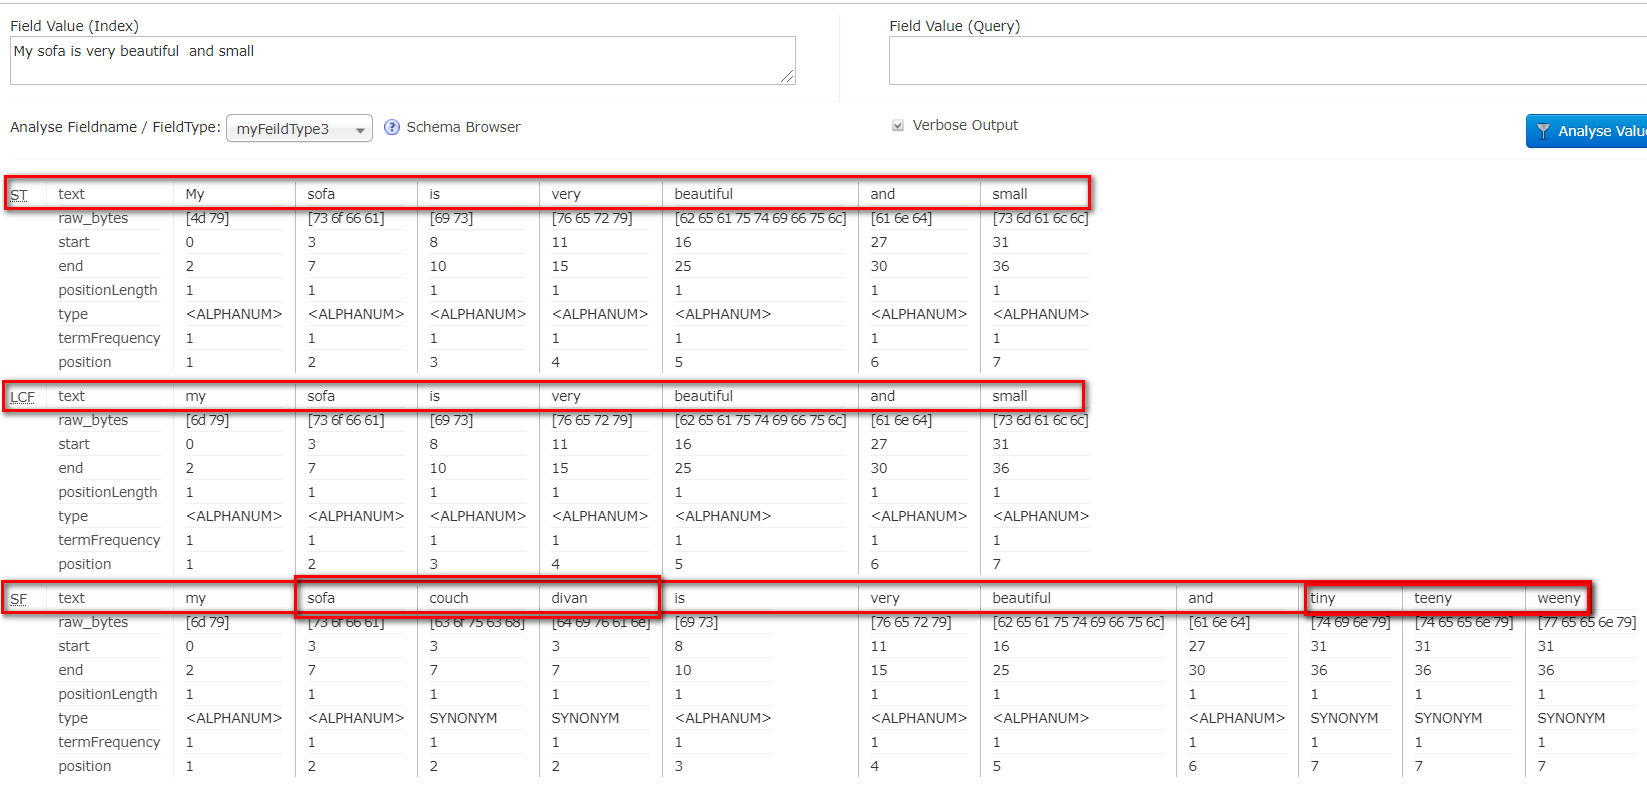 Field Value (Index) Field Value (Query)
My sofa is very beautiful  and small
Analyse Fieldname / FieldType: myFeildType3 ? Schema Browser Verbose Output Analyse Valu
ST text My sofa is very beautiful and small
raw_bytes [4d 79] [73 6f 66 61] [69 73] [76 65 72 79] [62 65 61 75 74 69 66 75 6c] [61 6e 64] [73 6d 61 6c 6c]
start 0 3 8 11 16 27 31
end 2 7 10 15 25 30 36
positionLength 1 1 1 1 1 1 1
type <ALPHANUM> <ALPHANUM> <ALPHANUM> <ALPHANUM> <ALPHANUM> <ALPHANUM> <ALPHANUM>
termFrequency 1 1 1 1 1 1 1
position 1 2 3 4 5 6 7
LCF text my sofa is very beautiful and small
raw_bytes [6d 79] [73 6f 66 61] [69 73] [76 65 72 79] [62 65 61 75 74 69 66 75 6c] [61 6e 64] [73 6d 61 6c 6c]
start 0 3 8 11 16 27 31
end 2 7 10 15 25 30 36
positionLength 1 1 1 1 1 1 1
type <ALPHANUM> <ALPHANUM> <ALPHANUM> <ALPHANUM> <ALPHANUM> <ALPHANUM> <ALPHANUM>
termFrequency 1 1 1 1 1 1 1
position 1 2 3 4 5 6 7
SF text my sofa couch divan is very beautiful and tiny teeny weeny
raw_bytes [6d 79] [73 6f 66 61] [63 6f 75 63 68] [64 69 76 61 6e] [69 73] [76 65 72 79] [62 65 61 75 74 69 66 75 6c] [61 6e 64] [74 69 6e 79] [74 65 65 6e 79] [77 65 65 6e 79]
start 0 3 3 3 8 11 16 27 31 31 31
end 2 7 7 7 10 15 25 30 36 36 36
positionLength 1 1 1 1 1 1 1 1 1 1 1
type <ALPHANUM> <ALPHANUM> SYNONYM SYNONYM <ALPHANUM> <ALPHANUM> <ALPHANUM> <ALPHANUM> SYNONYM SYNONYM SYNONYM
termFrequency 1 1 1 1 1 1 1 1 1 1 1
position 1 2 2 2 3 4 5 6 7 7 7